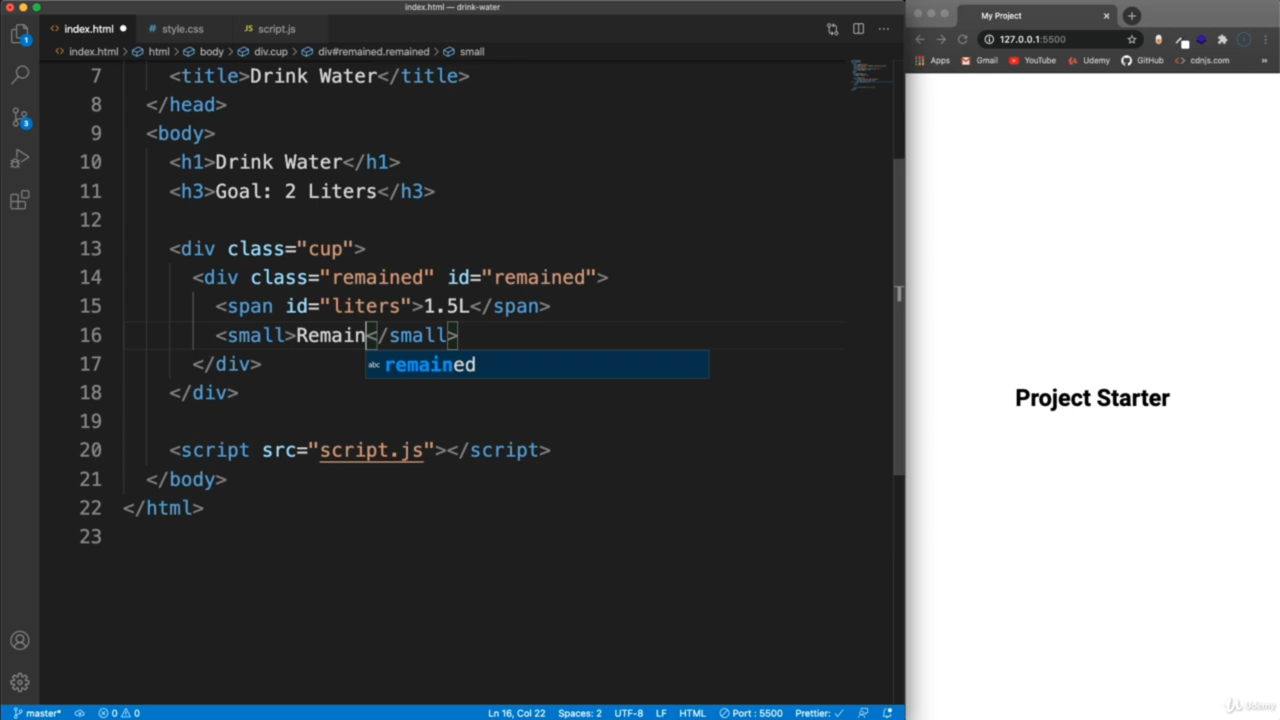 index.html — drink-water
index.html
style.css
JS script.js
index.html > html > body > div.cup > div#remained.remained > small
7 <title>Drink Water</title>
8 </head>
9 <body>
10 <h1>Drink Water</h1>
11 <h3>Goal: 2 Liters</h3>
12
13 <div class="cup">
14 <div class="remained" id="remained">
15 <span id="liters">1.5L</span>
16 <small>Remain</small>
abc remained
17 </div>
18 </div>
19
20 <script src="script.js"></script>
21 </body>
22 </html>
23
1
3
master* 0 0 Ln 16, Col 22 Spaces: 2 UTF-8 LF HTML Port : 5500 Prettier: ✓
My Project
127.0.0.1:5500
Apps Gmail YouTube Udemy GitHub cdnjs.com »
T
Project Starter
Udemy